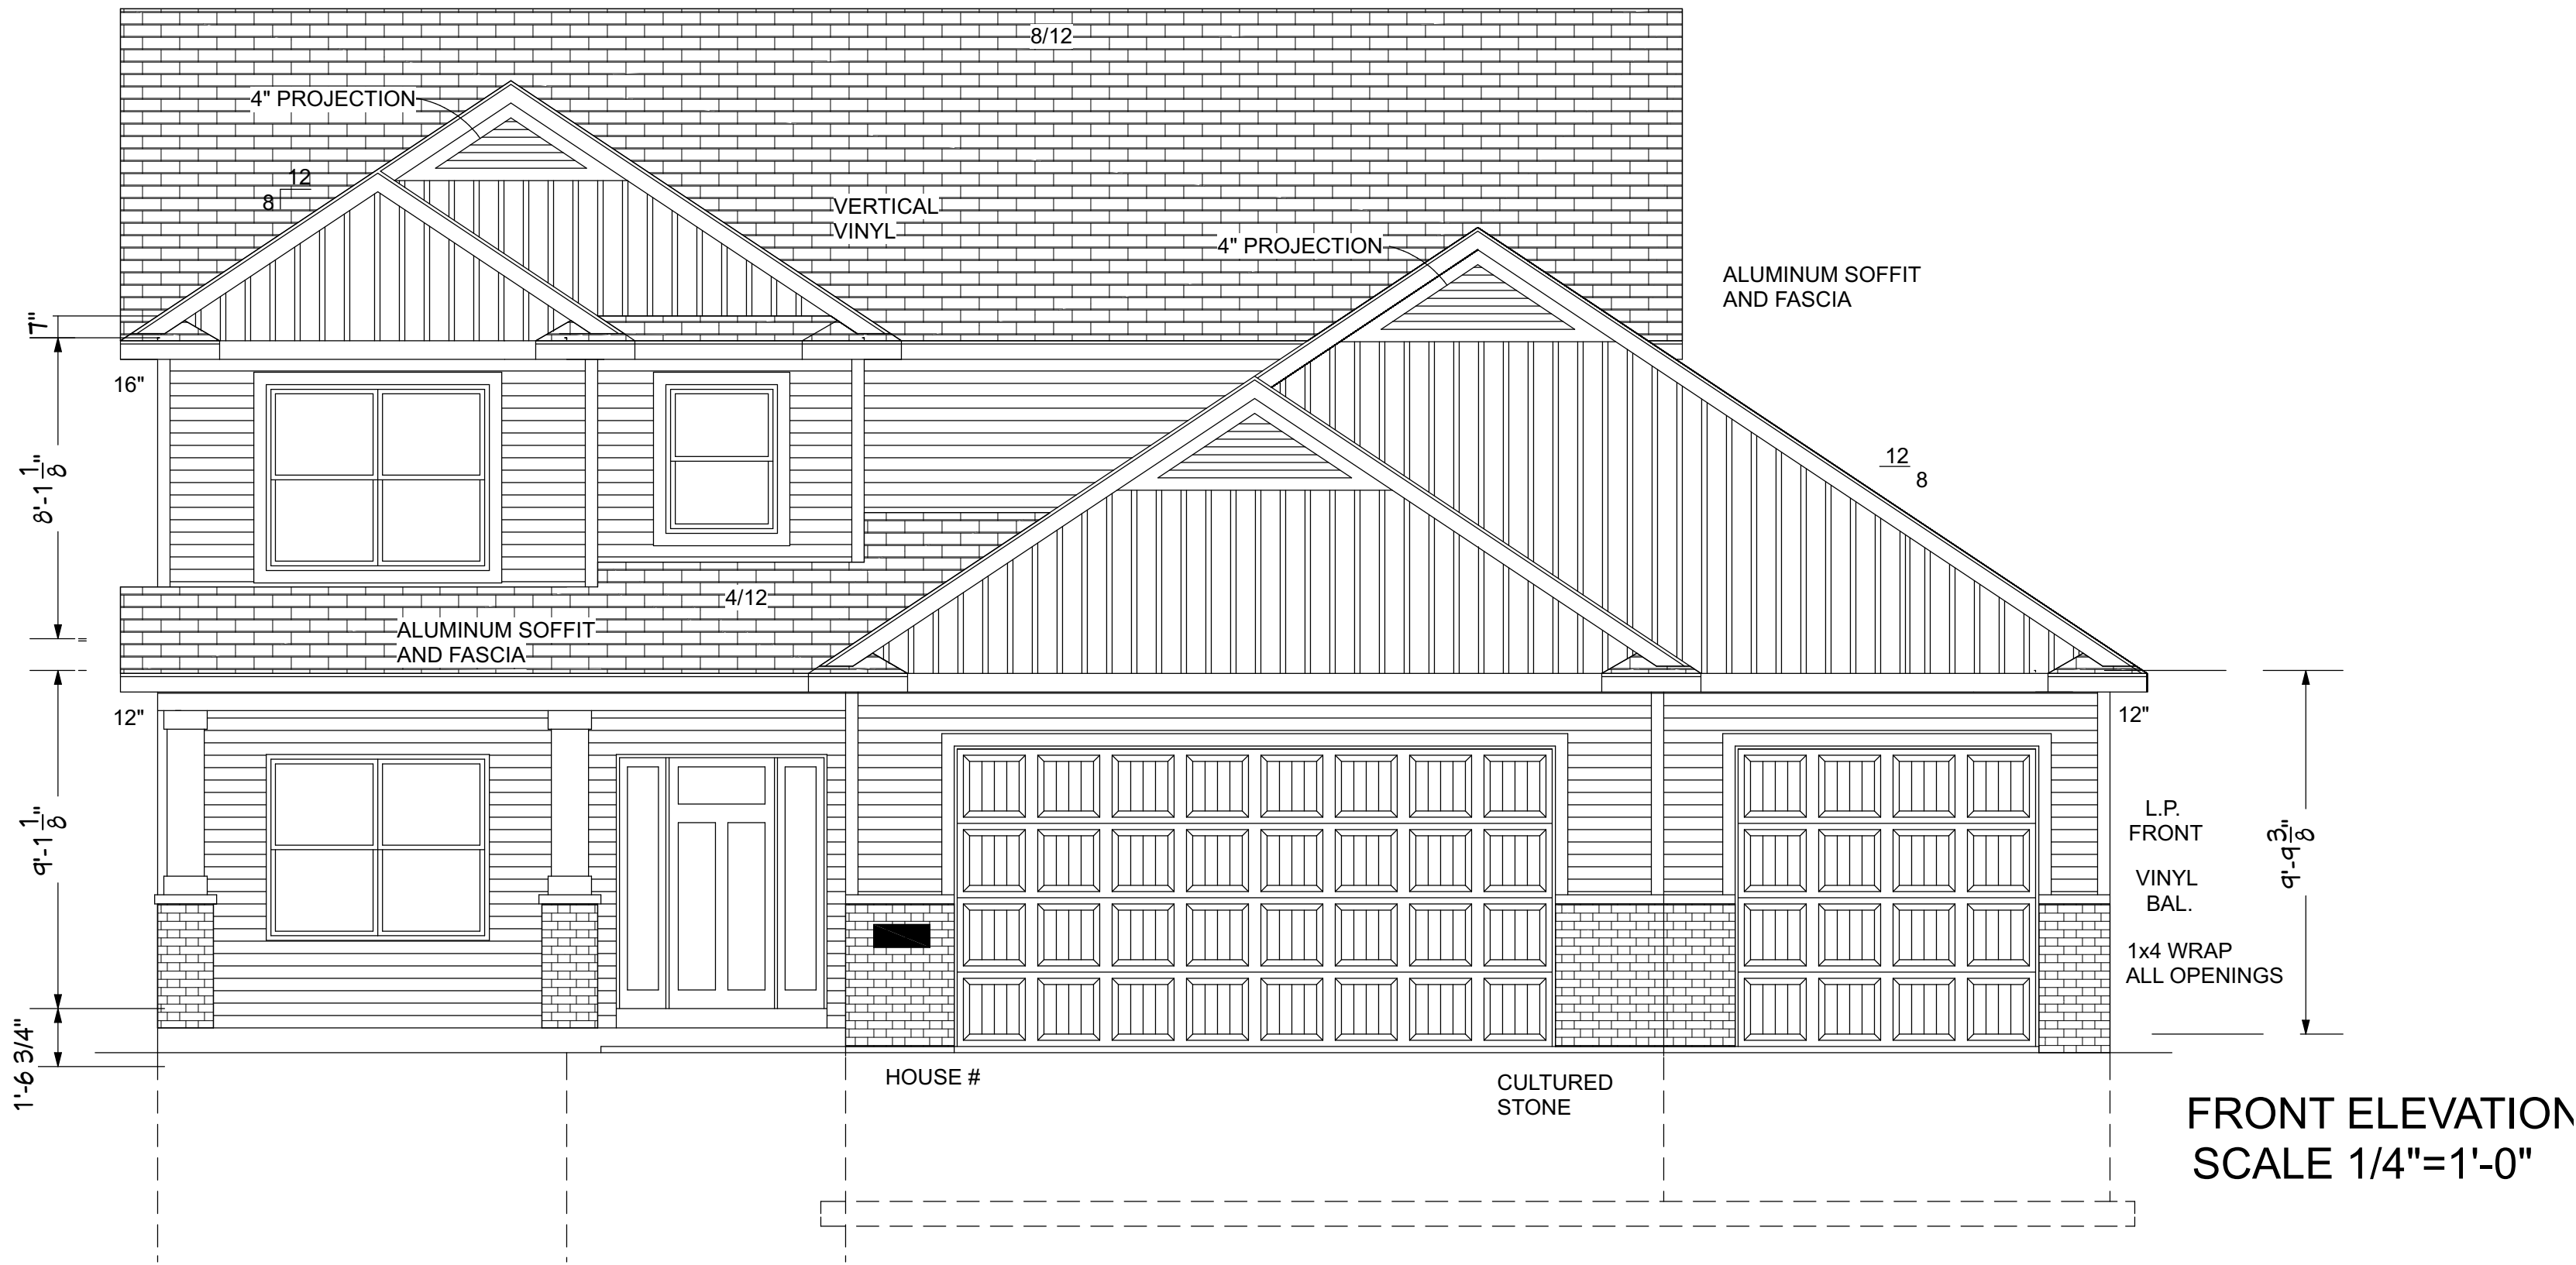 8/12
4" PROJECTION
12
8
VERTICAL
VINYL
4" PROJECTION
ALUMINUM SOFFIT
AND FASCIA
7"
16"
8'-1 1/8"
12
8
4/12
ALUMINUM SOFFIT
AND FASCIA
12"
12"
9'-1 1/8"
L.P.
FRONT
VINYL
BAL.
1x4 WRAP
ALL OPENINGS
9'-9 3/8"
1'-6 3/4"
HOUSE #
CULTURED
STONE
FRONT ELEVATION
SCALE 1/4"=1'-0"